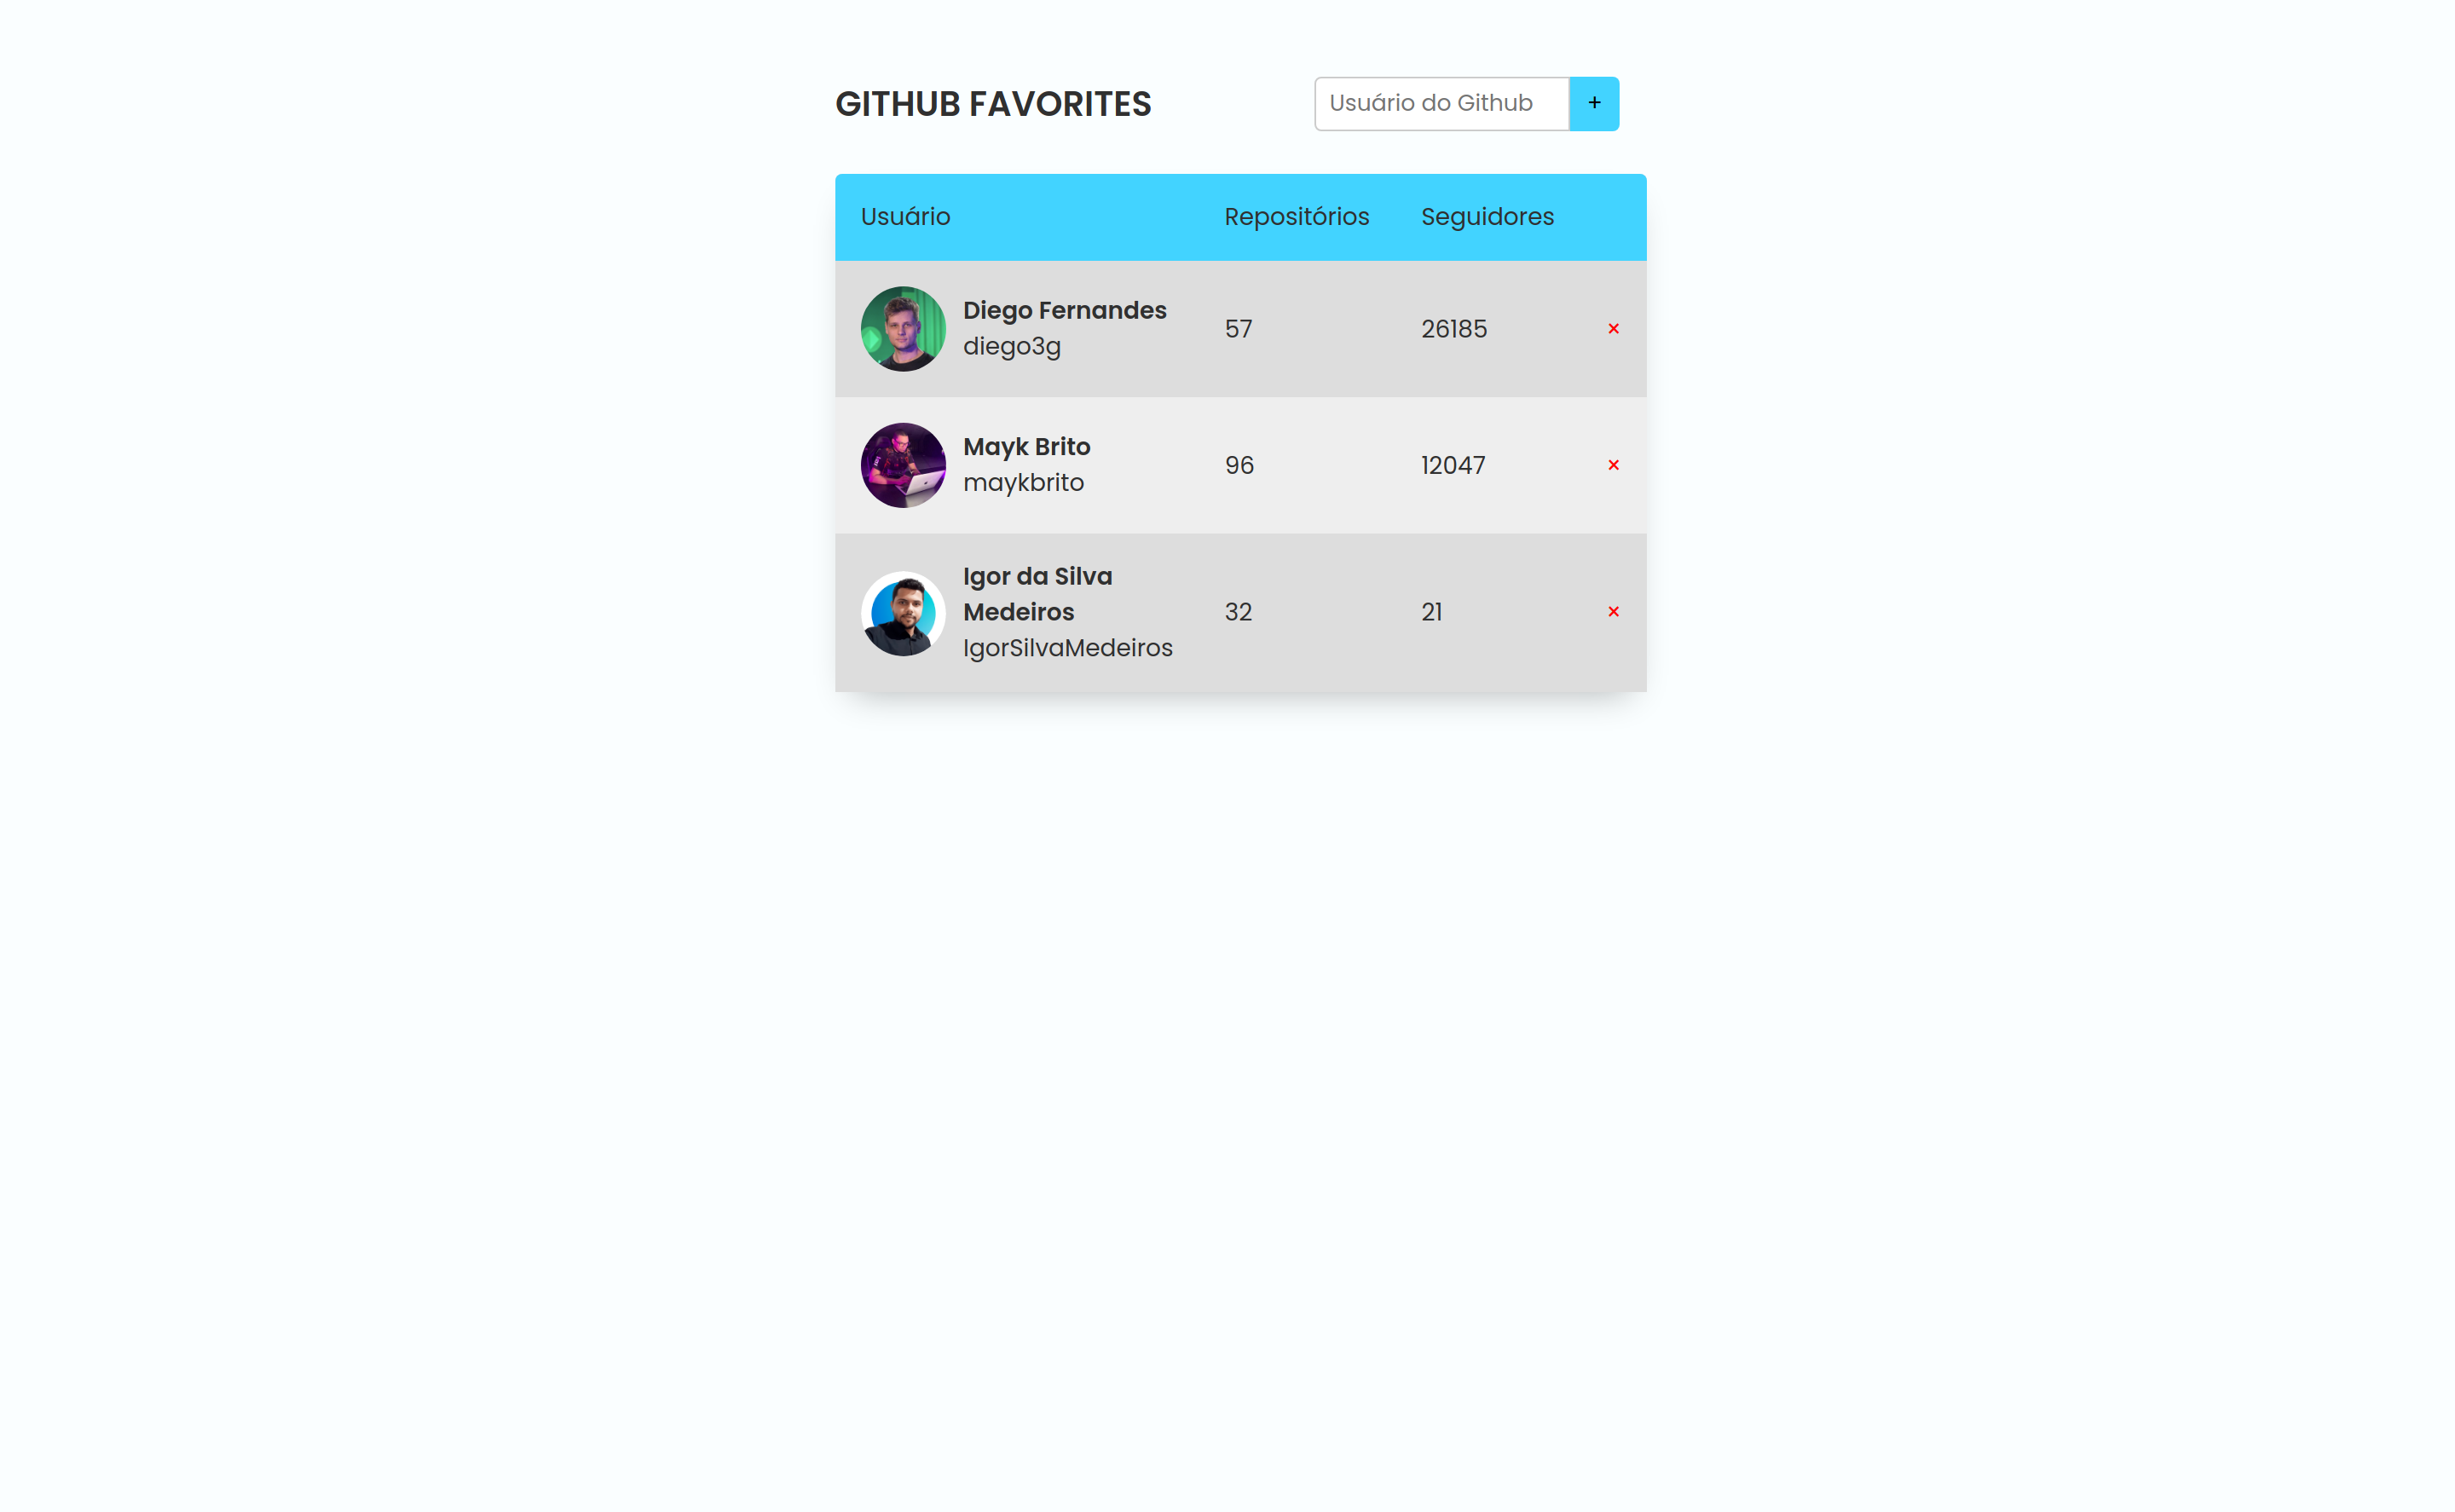 GITHUB FAVORITES
Usuário do Github +
Usuário Repositórios Seguidores
Diego Fernandes
diego3g
57 26185 ×
Mayk Brito
maykbrito
96 12047 ×
Igor da Silva
Medeiros
IgorSilvaMedeiros
32 21 ×